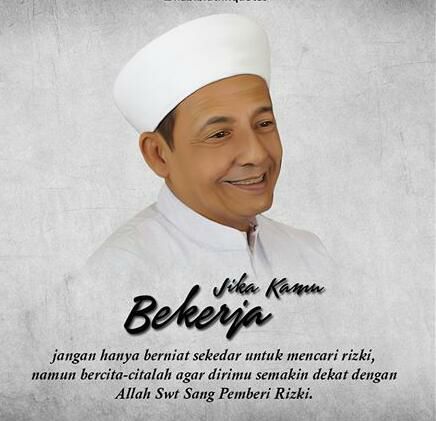 Jika Kamu
Bekerja
jangan hanya berniat sekedar untuk mencari rizki,
namun bercita-citalah agar dirimu semakin dekat dengan
Allah Swt Sang Pemberi Rizki.